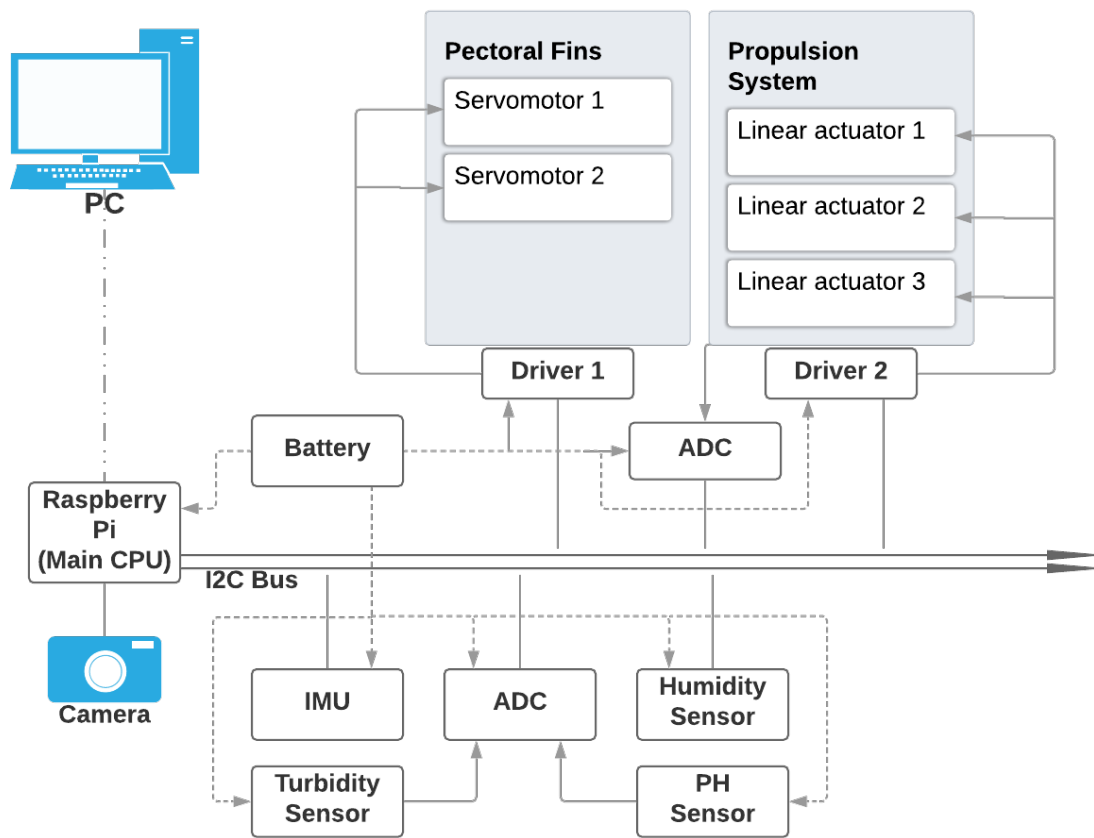 PC
Pectoral Fins
Servomotor 1
Servomotor 2
Propulsion
System
Linear actuator 1
Linear actuator 2
Linear actuator 3
Driver 1
Driver 2
Battery
ADC
Raspberry
Pi
(Main CPU)
I2C Bus
Camera
IMU
ADC
Humidity
Sensor
Turbidity
Sensor
PH
Sensor